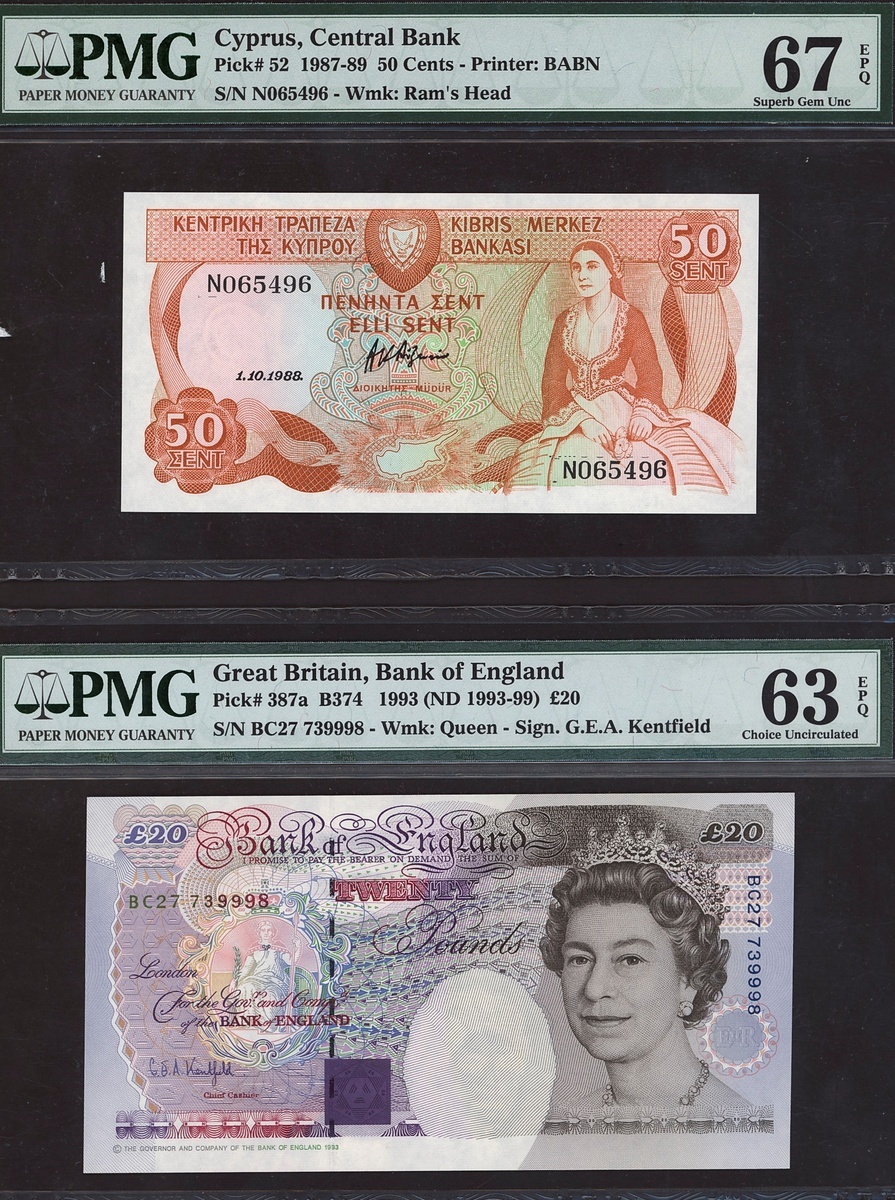 PMG
PAPER MONEY GUARANTY
Cyprus, Central Bank
Pick# 52 1987-89 50 Cents - Printer: BABN
S/N N065496 - Wmk: Ram's Head
67 EPQ
Superb Gem Unc
ΚΕΝΤΡΙΚΗ ΤΡΑΠΕΖΑ
ΤΗΣ ΚΥΠΡΟΥ
KIBRIS MERKEZ
BANKASI
50
SENT
N065496
ΠΕΝΗΝΤΑ ΣΕΝΤ
ELLİ SENT
1.10.1988.
ΔΙΟΙΚΗΤΗΣ-MÜDÜR
50
ΣΕΝΤ
N065496
PMG
PAPER MONEY GUARANTY
Great Britain, Bank of England
Pick# 387a B374 1993 (ND 1993-99) £20
S/N BC27 739998 - Wmk: Queen - Sign. G.E.A. Kentfield
63 EPQ
Choice Uncirculated
£20
Bank of England
£20
I PROMISE TO PAY THE BEARER ON DEMAND THE SUM OF
TWENTY
Pounds
BC27 739998
BC27 739998
London
For the Govr. and Compa.
of the BANK of ENGLAND
G E A Kentfield
Chief Cashier
© THE GOVERNOR AND COMPANY OF THE BANK OF ENGLAND 1993